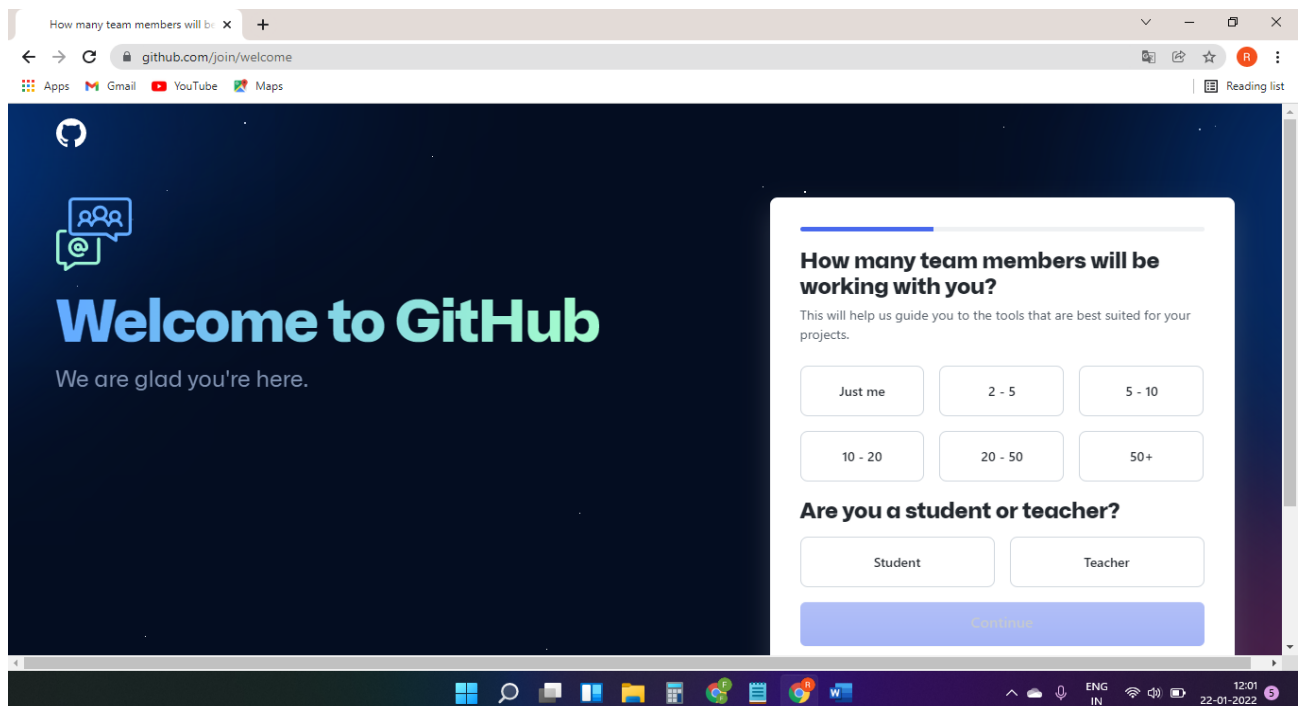 How many team members will be
github.com/join/welcome
R
Apps Gmail YouTube Maps
Reading list
@
Welcome to GitHub
We are glad you're here.
How many team members will be
working with you?
This will help us guide you to the tools that are best suited for your
projects.
Just me 2 - 5 5 - 10
10 - 20 20 - 50 50+
Are you a student or teacher?
Student Teacher
Continue
ENG
IN
12:01
22-01-2022
5